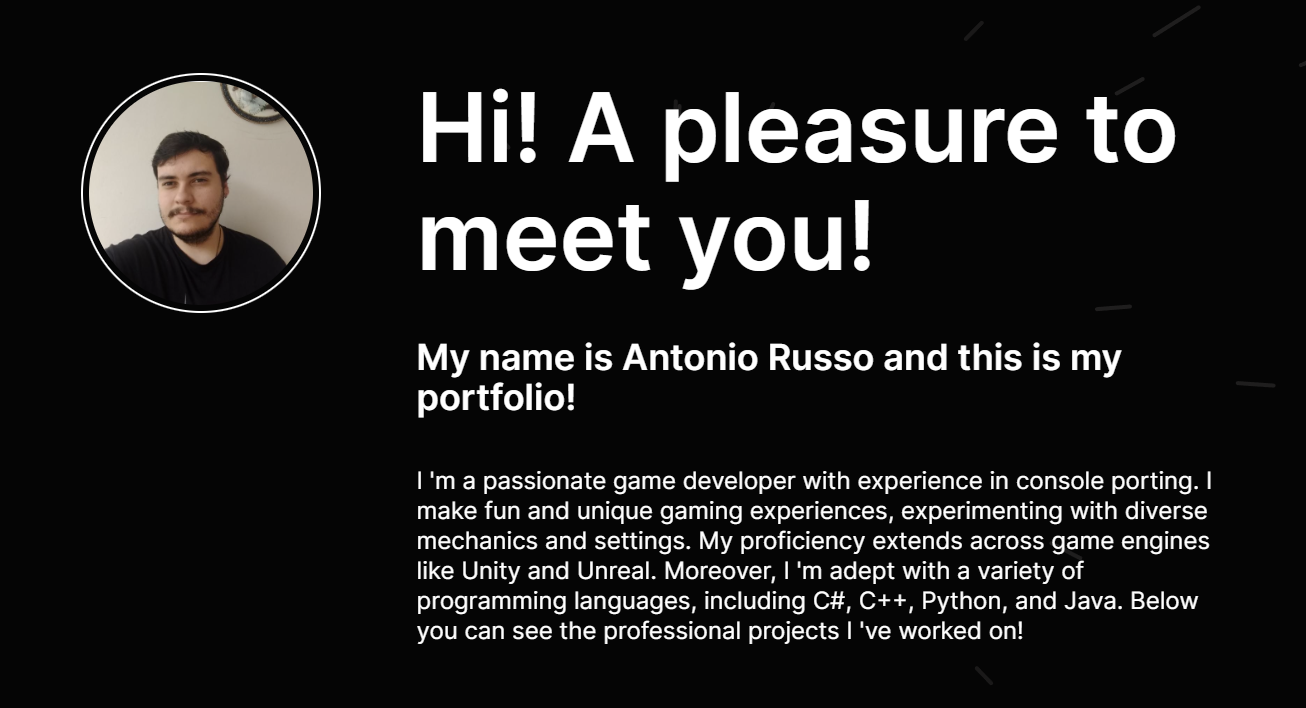 Hi! A pleasure to
meet you!
My name is Antonio Russo and this is my
portfolio!
I 'm a passionate game developer with experience in console porting. I
make fun and unique gaming experiences, experimenting with diverse
mechanics and settings. My proficiency extends across game engines
like Unity and Unreal. Moreover, I 'm adept with a variety of
programming languages, including C#, C++, Python, and Java. Below
you can see the professional projects I 've worked on!